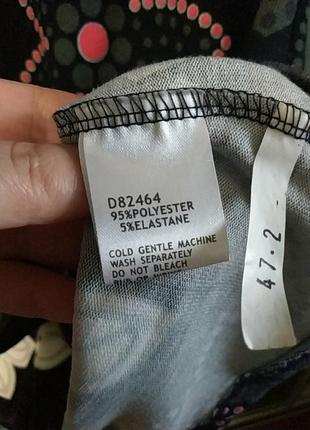 D82464
95%POLYESTER
5%ELASTANE
COLD GENTLE MACHINE
WASH SEPARATELY
DO NOT BLEACH
47-2